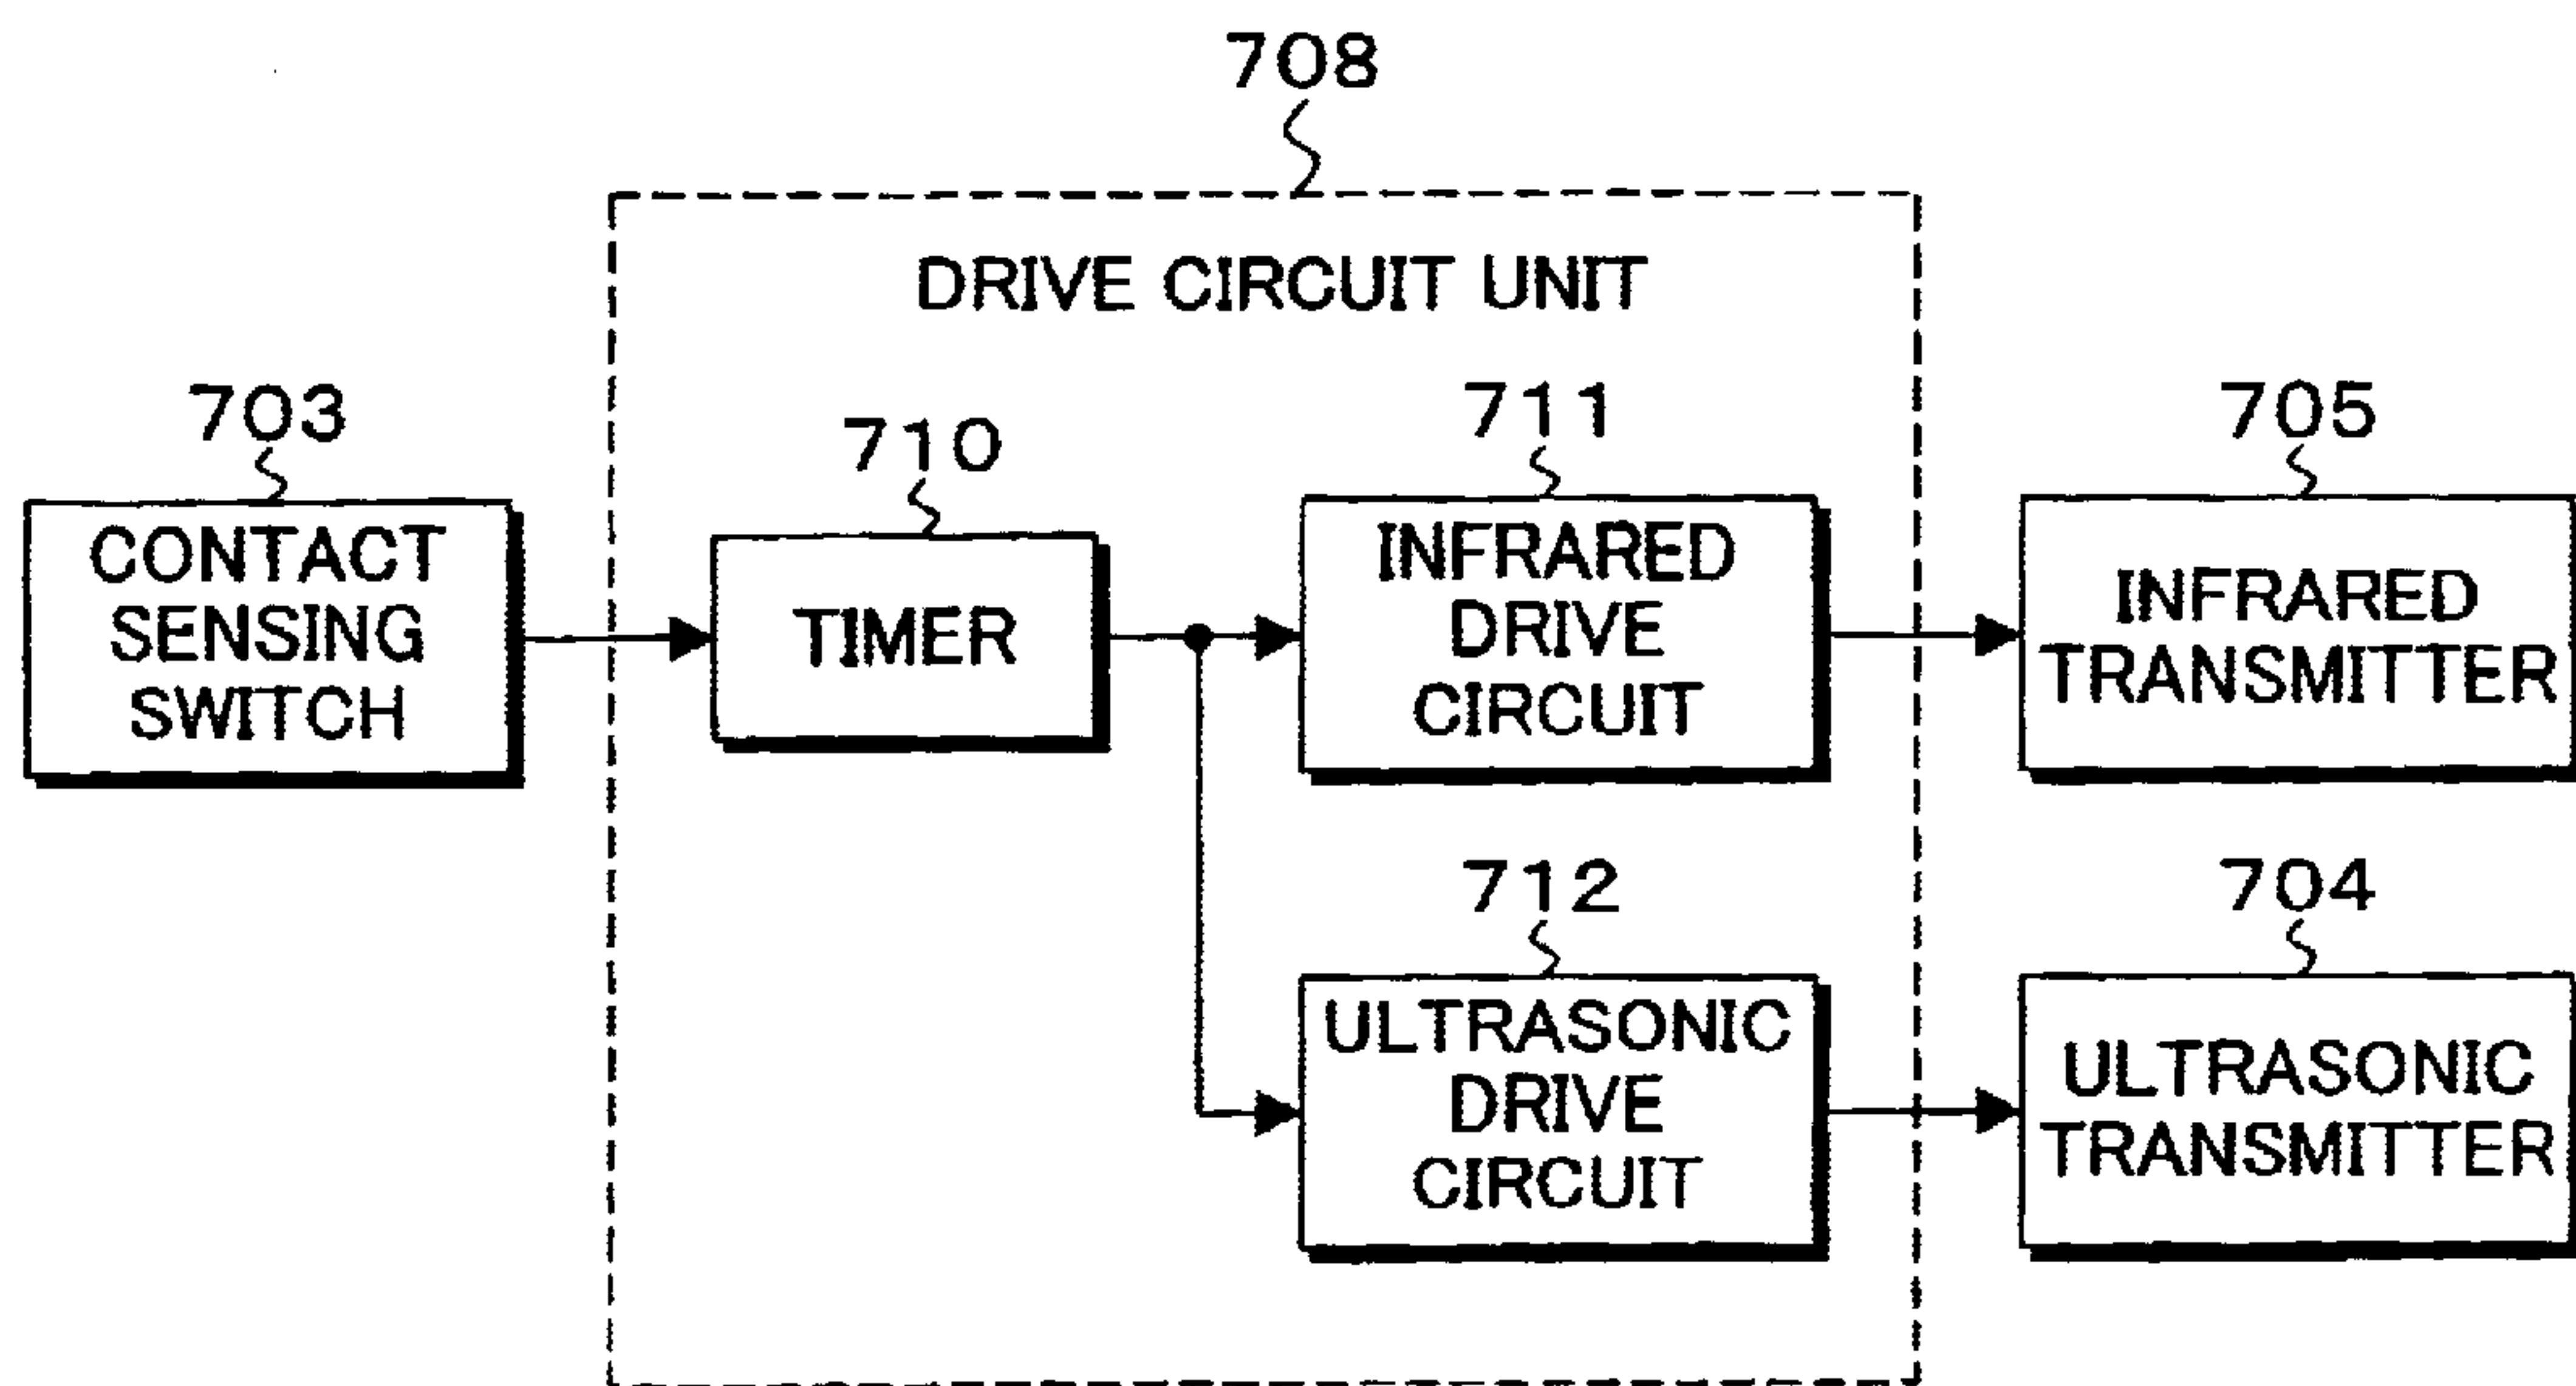 708
DRIVE CIRCUIT UNIT
703
CONTACT
SENSING
SWITCH
710
TIMER
711
INFRARED
DRIVE
CIRCUIT
705
INFRARED
TRANSMITTER
712
ULTRASONIC
DRIVE
CIRCUIT
704
ULTRASONIC
TRANSMITTER